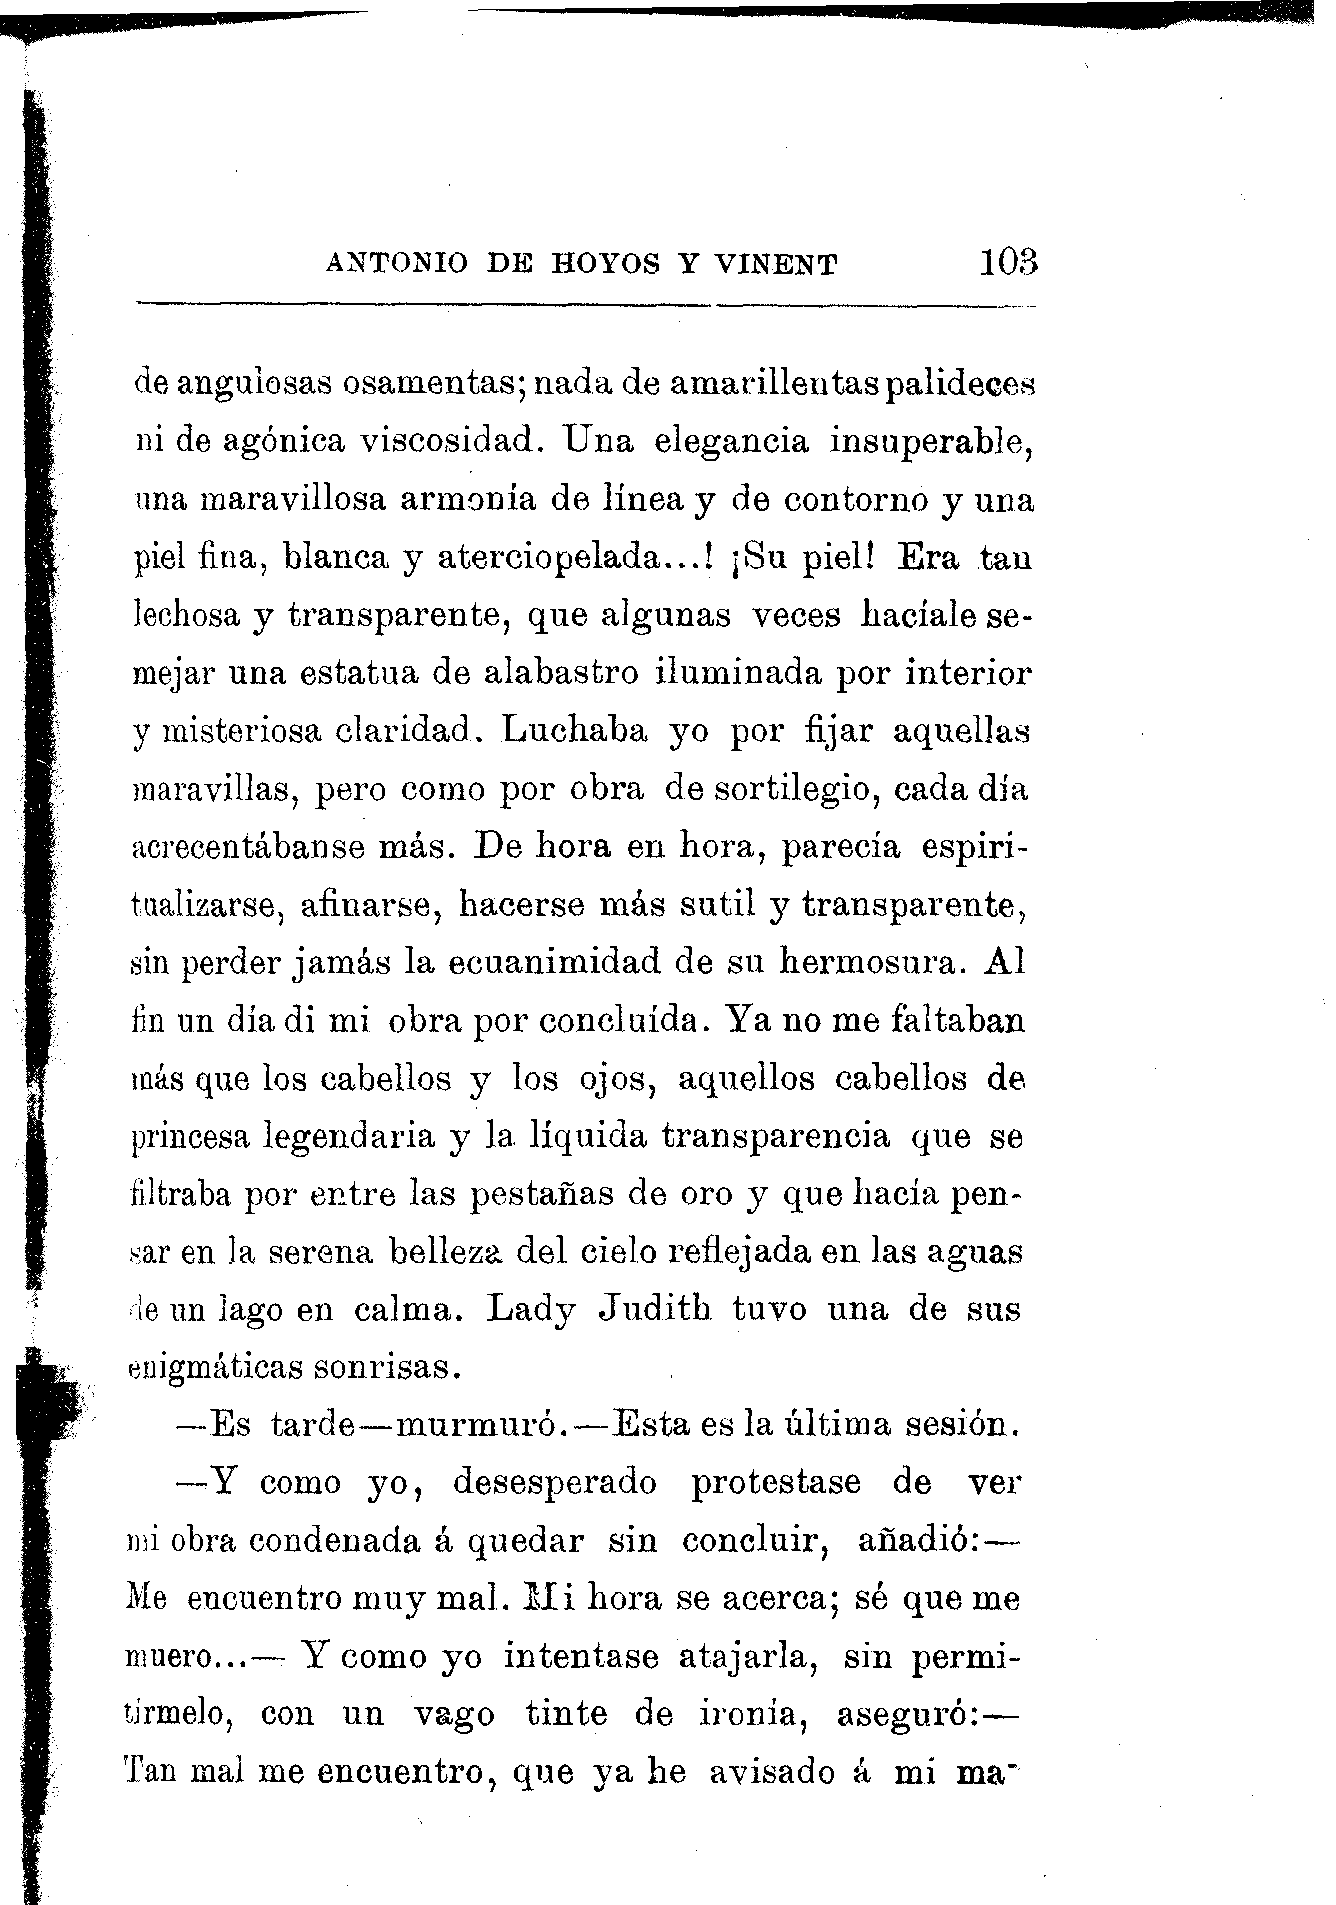 ANTONIO DE HOYOS Y VINENT 103
de angulosas osamentas; nada de amarillentas palideces
ni de agónica viscosidad. Una elegancia insuperable,
una maravillosa armonía de línea y de contorno y una
piel fina, blanca y aterciopelada...! ¡Su piel! Era tan
lechosa y transparente, que algunas veces hacíale se-
mejar una estatua de alabastro iluminada por interior
y misteriosa claridad. Luchaba yo por fijar aquellas
maravillas, pero como por obra de sortilegio, cada día
acrecentábanse más. De hora en hora, parecía espiri-
tualizarse, afinarse, hacerse más sutil y transparente,
sin perder jamás la ecuanimidad de su hermosura. Al
fin un día di mi obra por concluída. Ya no me faltaban
más que los cabellos y los ojos, aquellos cabellos de
princesa legendaria y la líquida transparencia que se
filtraba por entre las pestañas de oro y que hacía pen-
sar en la serena belleza del cielo reflejada en las aguas
de un lago en calma. Lady Judith tuvo una de sus
enigmáticas sonrisas.
—Es tarde—murmuró.—Esta es la última sesión.
—Y como yo, desesperado protestase de ver
mi obra condenada á quedar sin concluir, añadió:—
Me encuentro muy mal. Mi hora se acerca; sé que me
muero...— Y como yo intentase atajarla, sin permi-
tírmelo, con un vago tinte de ironía, aseguró:—
Tan mal me encuentro, que ya he avisado á mi ma-